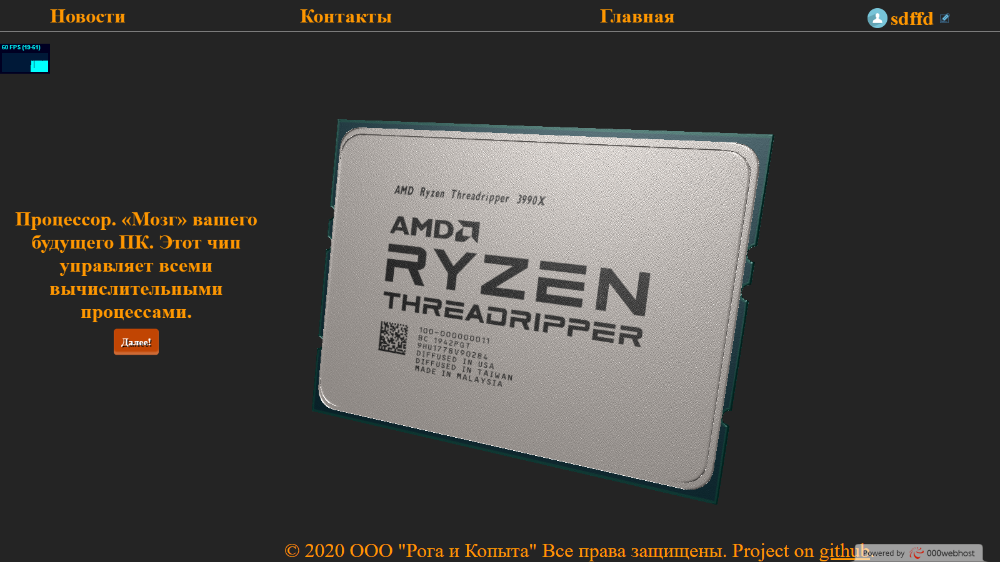 Новости
Контакты
Главная
sdffd
60 FPS (19-61)
AMD Ryzen Threadripper 3990X
AMD
RYZEN
THREADRIPPER
100-000000011
BC 1942PGT
9HU1778V90284
DIFFUSED IN USA
DIFFUSED IN TAIWAN
MADE IN MALAYSIA
Процессор. «Мозг» вашего
будущего ПК. Этот чип
управляет всеми
вычислительными
процессами.
Далее!
© 2020 ООО "Рога и Копыта" Все права защищены. Project on github
Powered by 000webhost